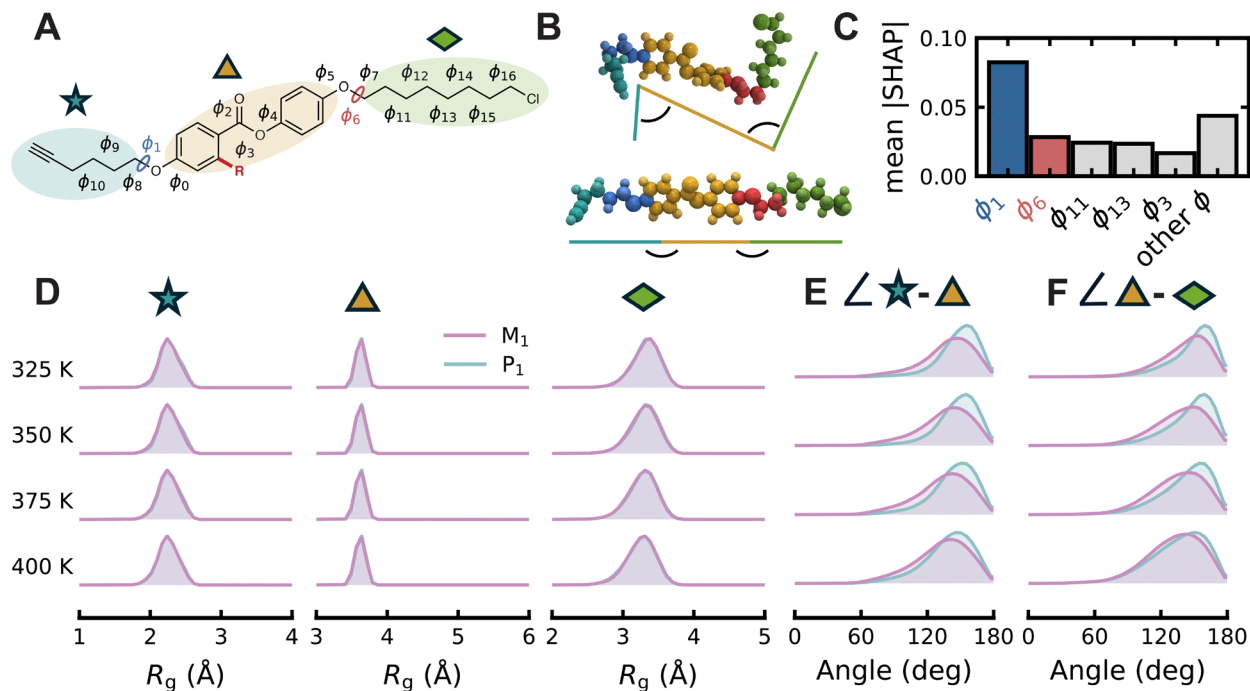 A
ϕ9
ϕ10
ϕ8
ϕ1
ϕ0
ϕ2
O
ϕ3
R
O
O
ϕ4
ϕ5
O
ϕ7
ϕ6
ϕ12
ϕ14
ϕ16
ϕ11
ϕ13
ϕ15
Cl
B
C
mean |SHAP|
0.10
0.05
0.00
ϕ1
ϕ6
ϕ11
ϕ13
ϕ3
other ϕ
D
M1
P1
E ∠ -
F ∠ -
325 K
350 K
375 K
400 K
1 2 3 4
3 4 5 6
2 3 4 5
0 60 120 180
0 60 120 180
Rg (Å)
Rg (Å)
Rg (Å)
Angle (deg)
Angle (deg)